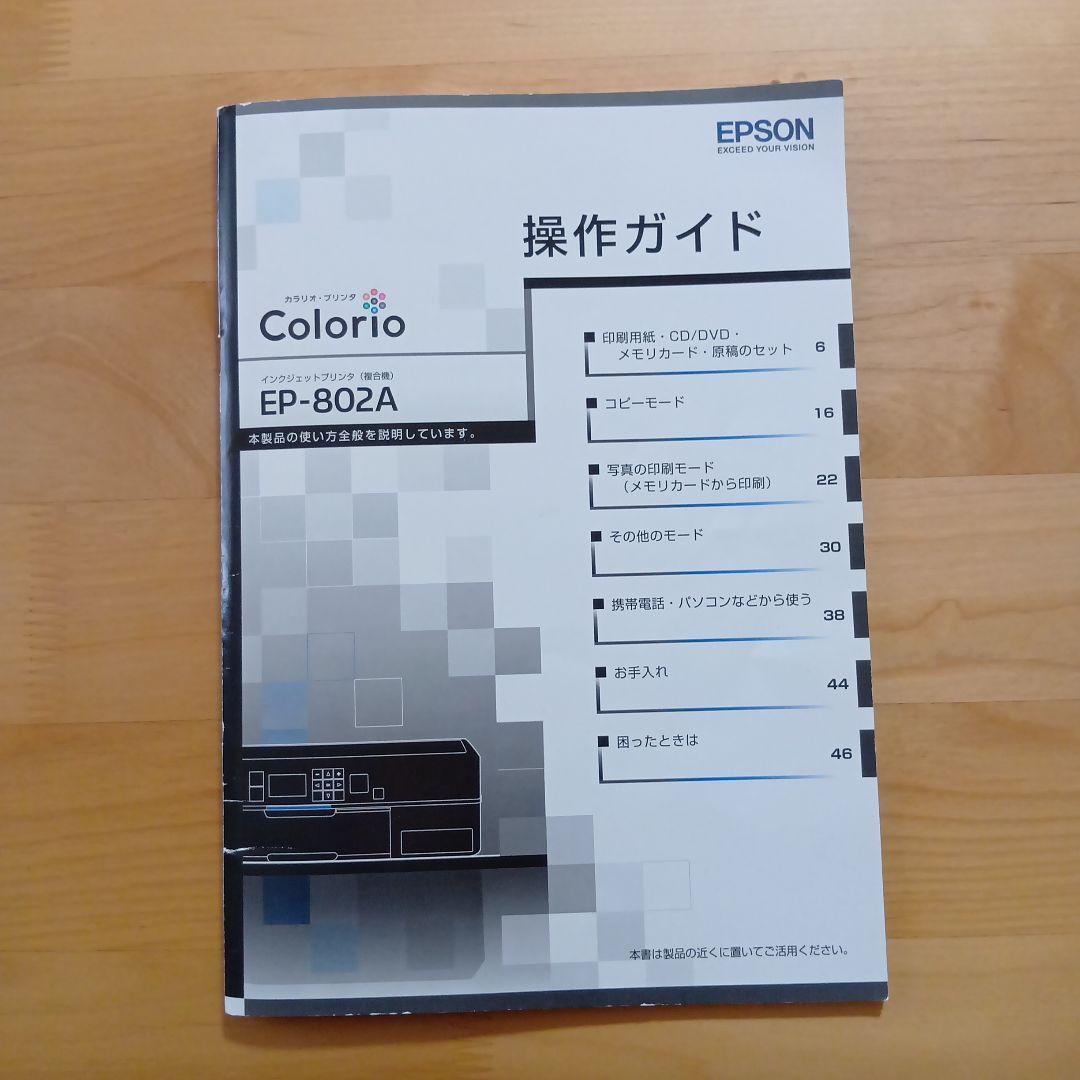 EPSON
EXCEED YOUR VISION
操作ガイド
カラリオ・プリンタ
Colorio
インクジェットプリンタ（複合機）
EP-802A
本製品の使い方全般を説明しています。
■ 印刷用紙・CD/DVD・
メモリカード・原稿のセット 6
■ コピーモード 16
■ 写真の印刷モード
（メモリカードから印刷） 22
■ その他のモード 30
■ 携帯電話・パソコンなどから使う 38
■ お手入れ 44
■ 困ったときは 46
本書は製品の近くに置いてご活用ください。